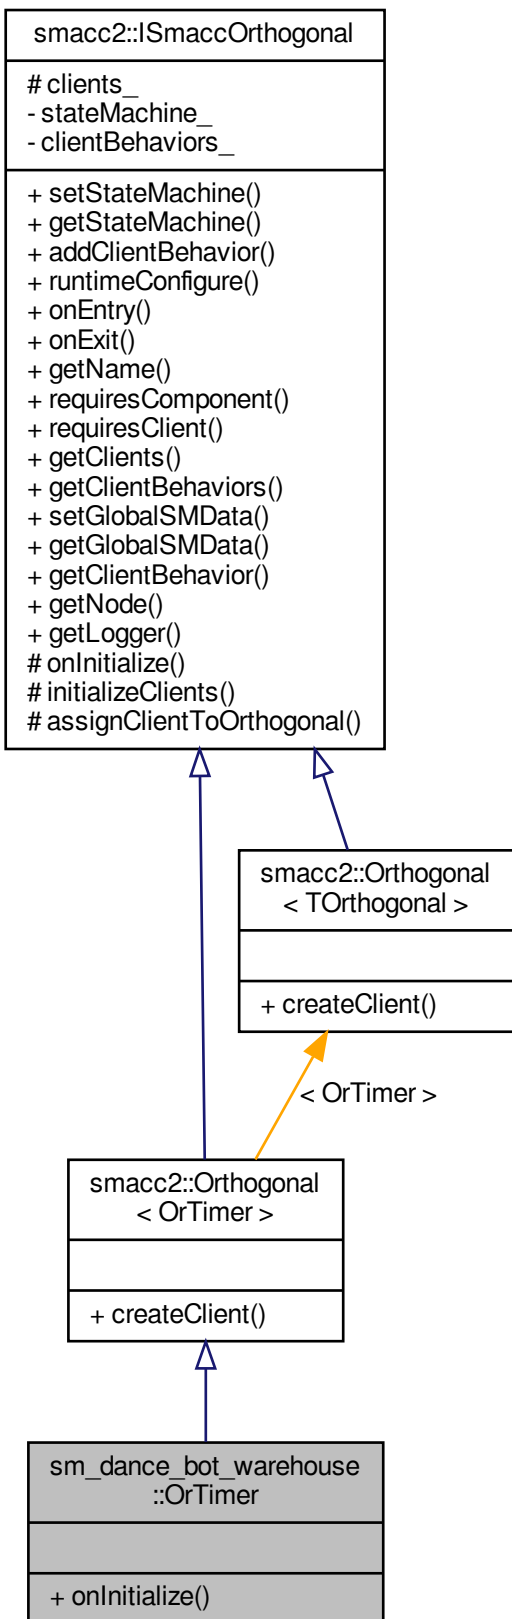 smacc2::ISmaccOrthogonal
# clients_
- stateMachine_
- clientBehaviors_
+ setStateMachine()
+ getStateMachine()
+ addClientBehavior()
+ runtimeConfigure()
+ onEntry()
+ onExit()
+ getName()
+ requiresComponent()
+ requiresClient()
+ getClients()
+ getClientBehaviors()
+ setGlobalSMData()
+ getGlobalSMData()
+ getClientBehavior()
+ getNode()
+ getLogger()
# onInitialize()
# initializeClients()
# assignClientToOrthogonal()
smacc2::Orthogonal
< TOrthogonal >
+ createClient()
< OrTimer >
smacc2::Orthogonal
< OrTimer >
+ createClient()
sm_dance_bot_warehouse
::OrTimer
+ onInitialize()